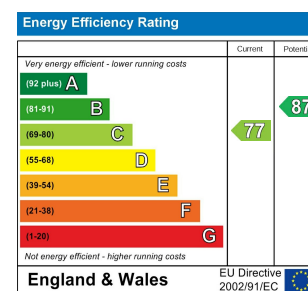 Energy Efficiency Rating
Current Potenti
Very energy efficient - lower running costs
(92 plus) A
(81-91) B
87
(69-80) C
77
(55-68) D
(39-54) E
(21-38) F
(1-20) G
Not energy efficient - higher running costs
England & Wales
EU Directive
2002/91/EC